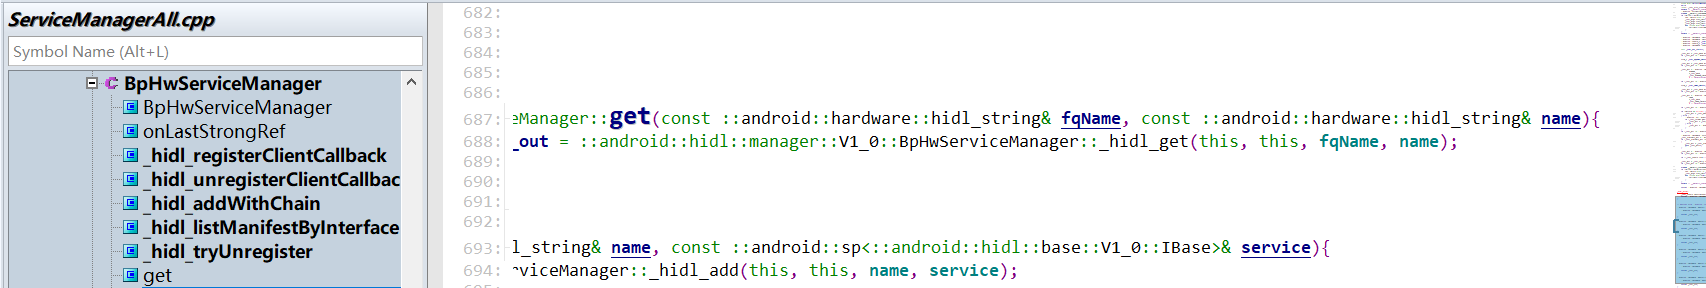 ServiceManagerAll.cpp
Symbol Name (Alt+L)
BpHwServiceManager
BpHwServiceManager
onLastStrongRef
_hidl_registerClientCallback
_hidl_unregisterClientCallbac
_hidl_addWithChain
_hidl_listManifestByInterface
_hidl_tryUnregister
get
682:
683:
684:
685:
686:
687: eManager::get(const ::android::hardware::hidl_string& fqName, const ::android::hardware::hidl_string& name){
688: _out = ::android::hidl::manager::V1_0::BpHwServiceManager::_hidl_get(this, this, fqName, name);
689:
690:
691:
692:
693: l_string& name, const ::android::sp<::android::hidl::base::V1_0::IBase>& service){
694: rviceManager::_hidl_add(this, this, name, service);